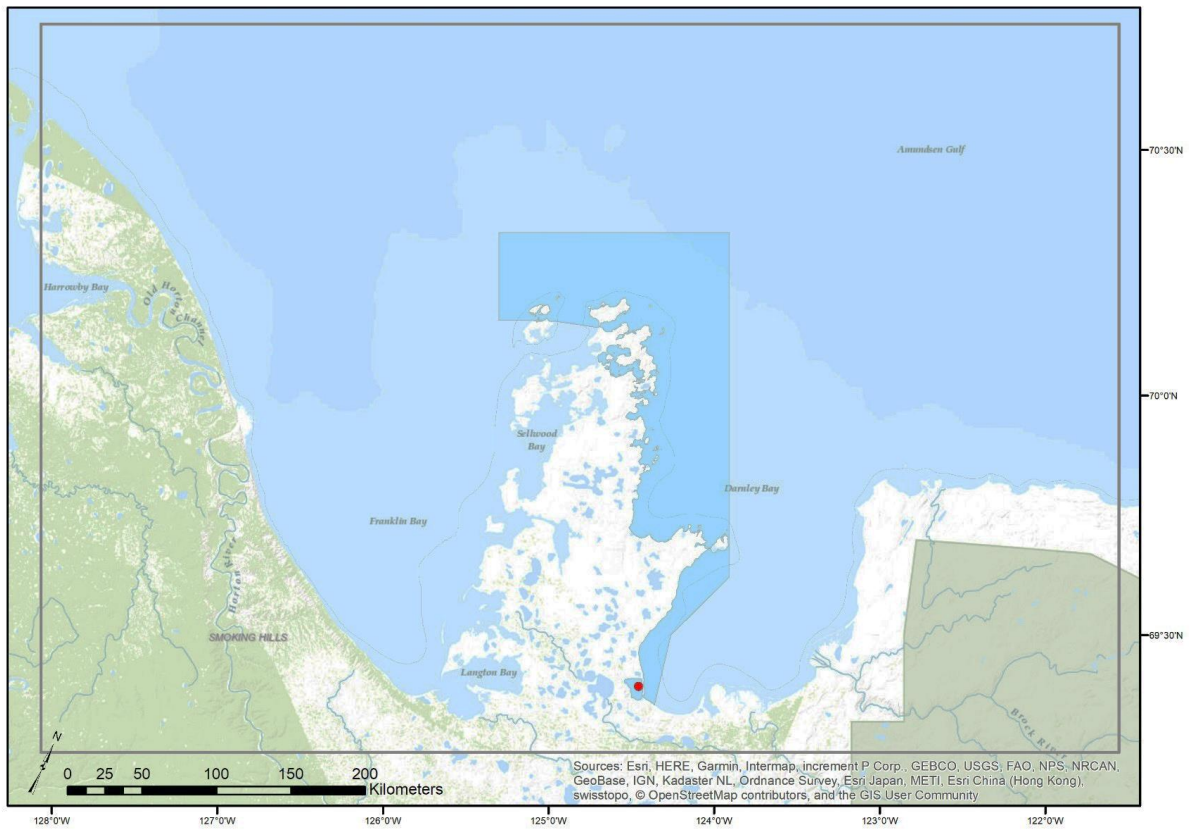 Amundsen Gulf
70°30'N
Harrowby Bay
Old Horton Channel
70°0'N
Sellwood
Bay
Darnley Bay
Franklin Bay
Horton River
SMOKING HILLS
69°30'N
Langton Bay
Brock River
N
0 25 50 100 150 200
Kilometers
Sources: Esri, HERE, Garmin, Intermap, increment P Corp., GEBCO, USGS, FAO, NPS, NRCAN,
GeoBase, IGN, Kadaster NL, Ordnance Survey, Esri Japan, METI, Esri China (Hong Kong),
swisstopo, © OpenStreetMap contributors, and the GIS User Community
128°0'W 127°0'W 126°0'W 125°0'W 124°0'W 123°0'W 122°0'W